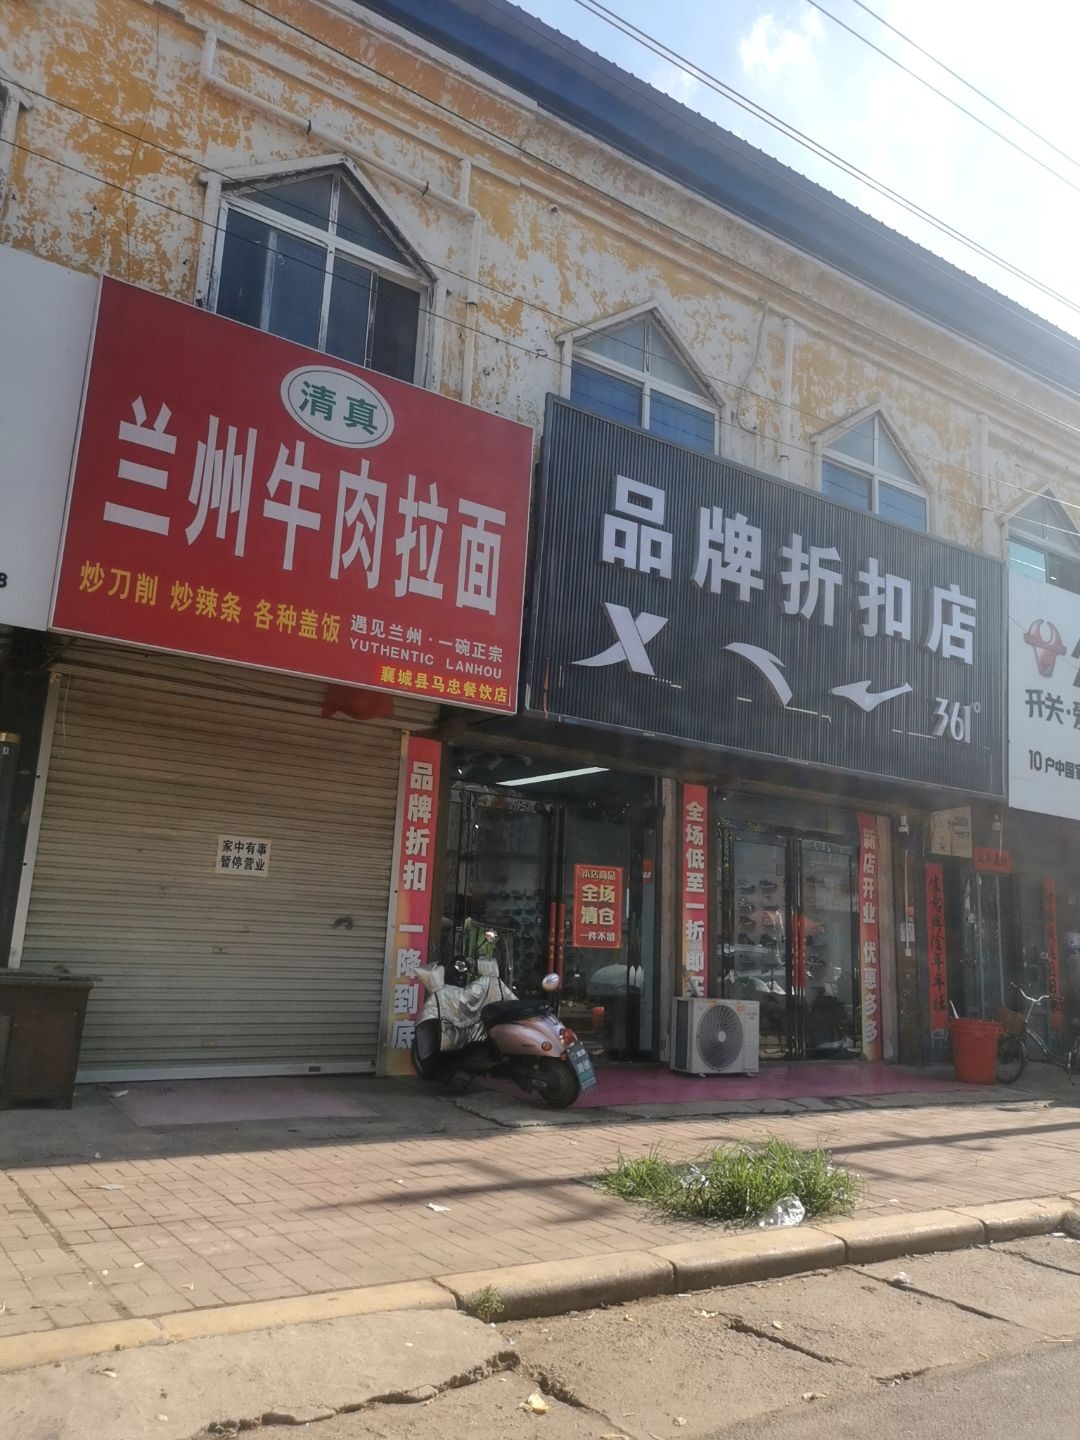 清真
兰州牛肉拉面
炒刀削 炒辣条 各种盖饭
遇见兰州·一碗正宗
YUTHENTIC LANHOU
襄城县马忠餐饮店
家中有事
暂停营业
品牌折扣店
361°
品牌折扣 一降到底
本店商品
全场
清仓
一件不留
全场低至一折即
新店开业 优惠多多
8
开关·爱
10户中国家